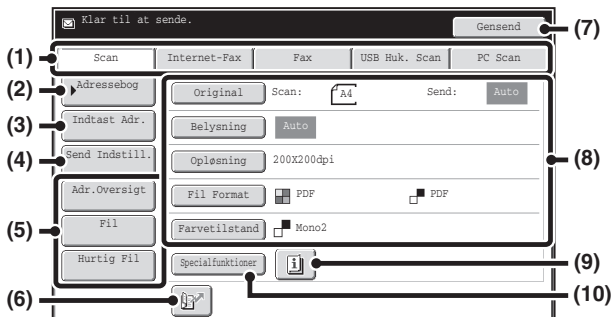 Klar til at
sende.
Gensend
(7)
(1)
Scan
Internet-Fax
Fax
USB Huk. Scan
PC Scan
(2)
Adressebog
Original
Scan:
A4
Send:
Auto
(3)
Indtast Adr.
Belysning
Auto
(4)
Send Indstill.
Opløsning
200X200dpi
(8)
Adr.Oversigt
Fil Format
PDF
PDF
(5)
Fil
Farvetilstand
Mono2
Hurtig Fil
Specialfunktioner
(9)
(10)
(6)